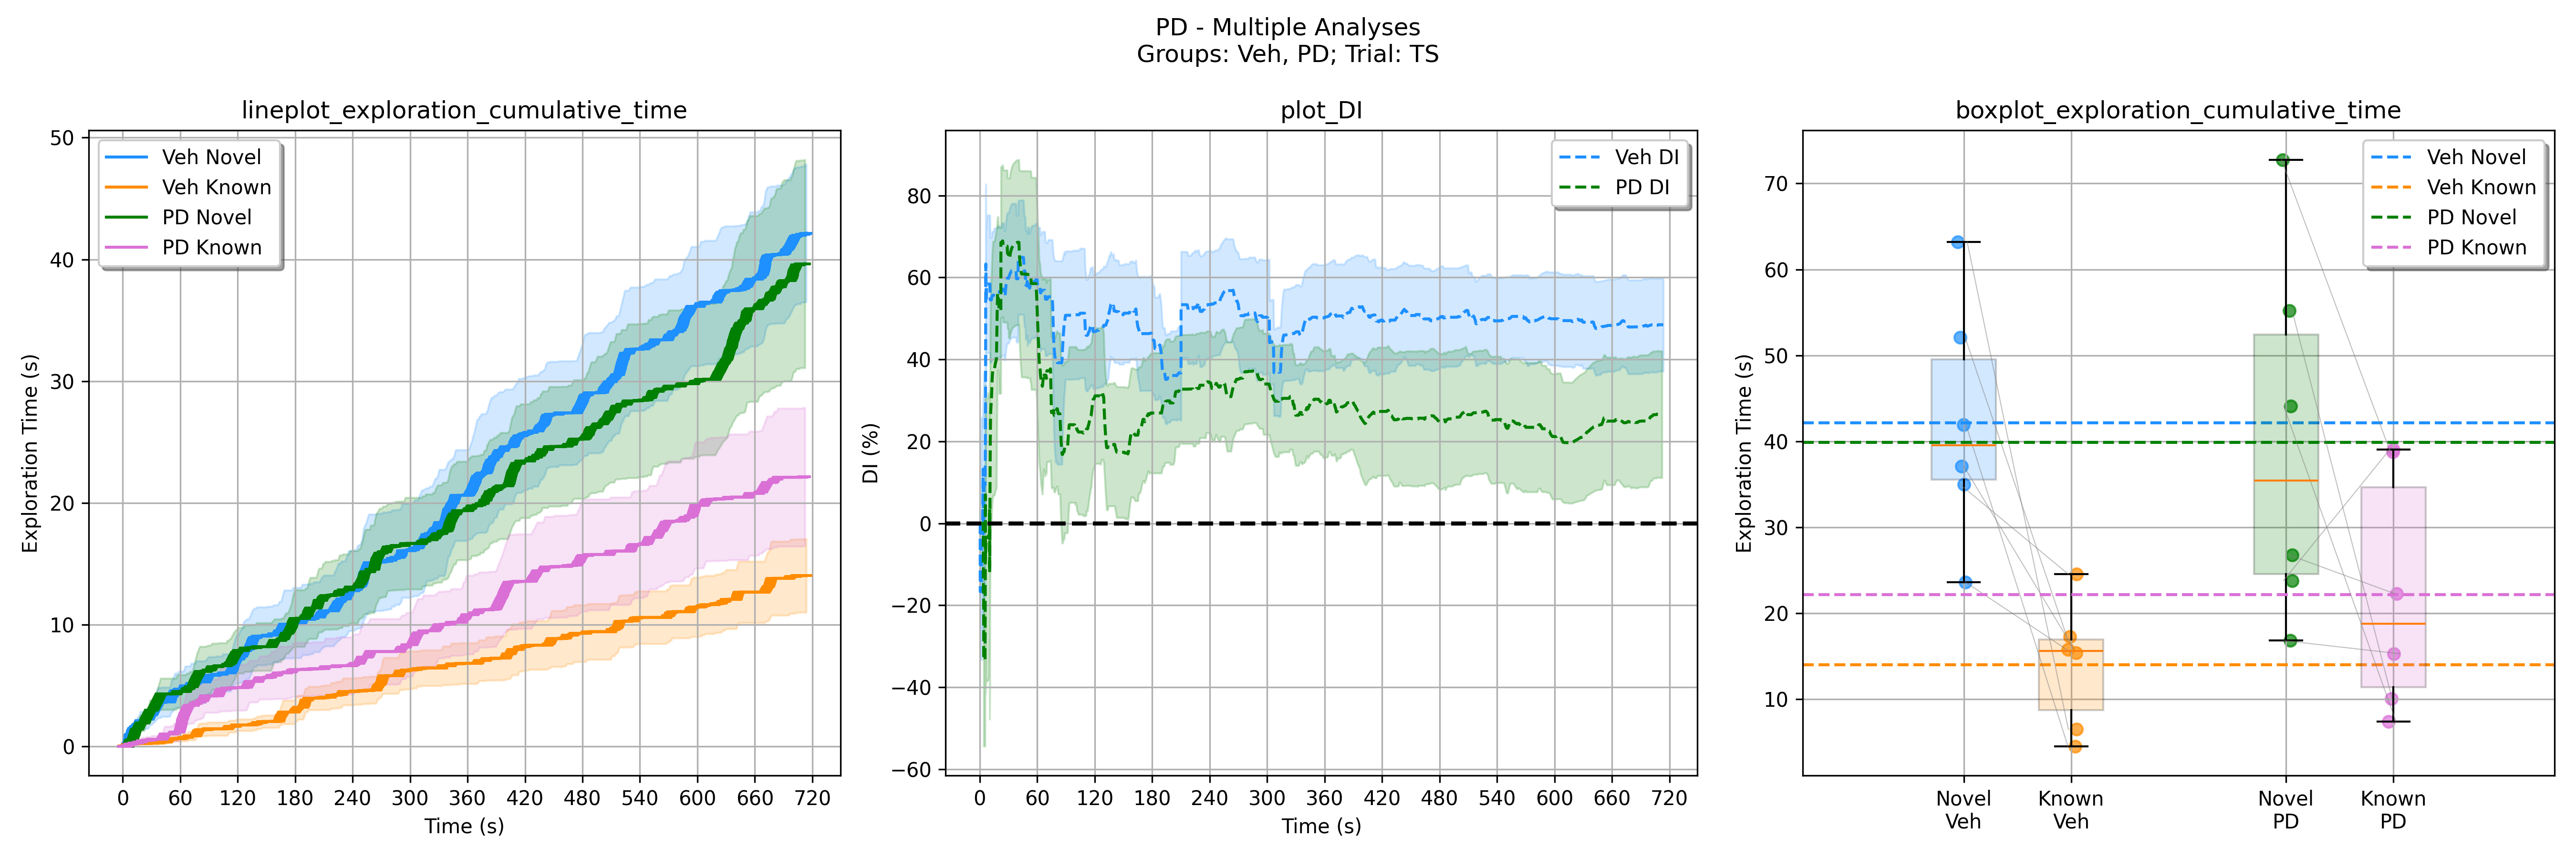 PD - Multiple Analyses
Groups: Veh, PD; Trial: TS
lineplot_exploration_cumulative_time
Exploration Time (s)
50
40
30
20
10
0
Veh Novel
Veh Known
PD Novel
PD Known
0 60 120 180 240 300 360 420 480 540 600 660 720
Time (s)
plot_DI
DI (%)
80
60
40
20
0
−20
−40
−60
Veh DI
PD DI
0 60 120 180 240 300 360 420 480 540 600 660 720
Time (s)
boxplot_exploration_cumulative_time
Exploration Time (s)
70
60
50
40
30
20
10
Veh Novel
Veh Known
PD Novel
PD Known
Novel Known Novel Known
Veh Veh PD PD